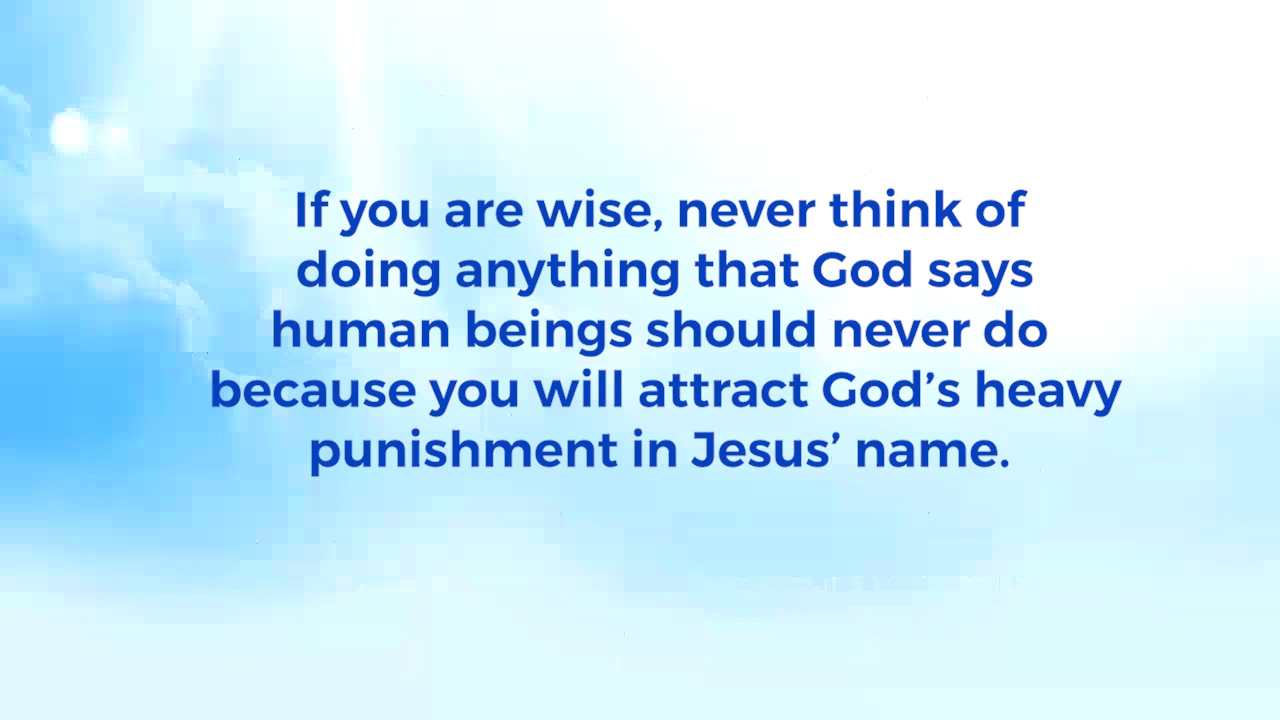 If you are wise, never think of
doing anything that God says
human beings should never do
because you will attract God’s heavy
punishment in Jesus’ name.